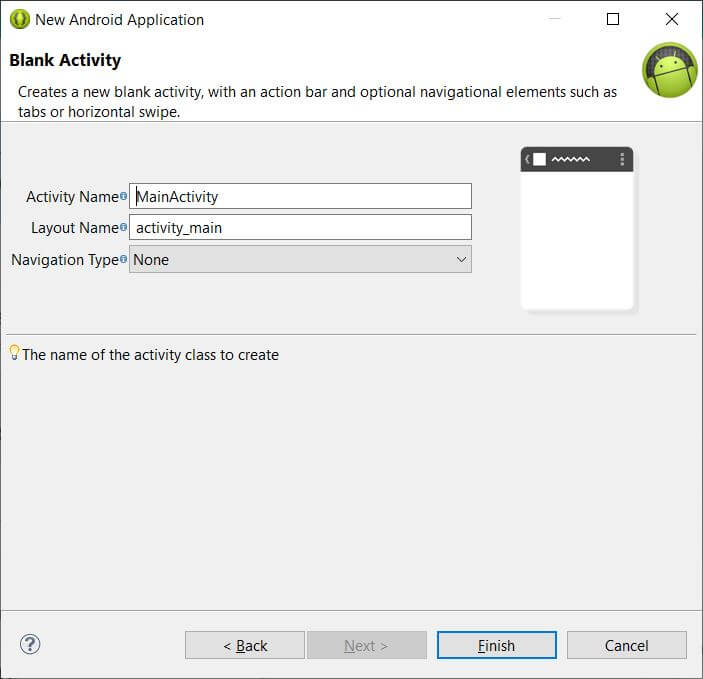 New Android Application
Blank Activity
Creates a new blank activity, with an action bar and optional navigational elements such as
tabs or horizontal swipe.
Activity Name MainActivity
Layout Name activity_main
Navigation Type None
The name of the activity class to create
< Back Next > Finish Cancel